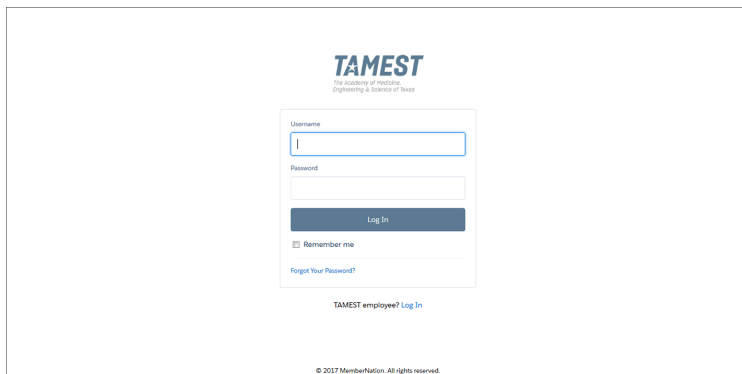 TAMEST
The Academy of Medicine,
Engineering & Science of Texas
Username
Password
Log In
Remember me
Forgot Your Password?
TAMEST employee? Log In
© 2017 MemberNation. All rights reserved.